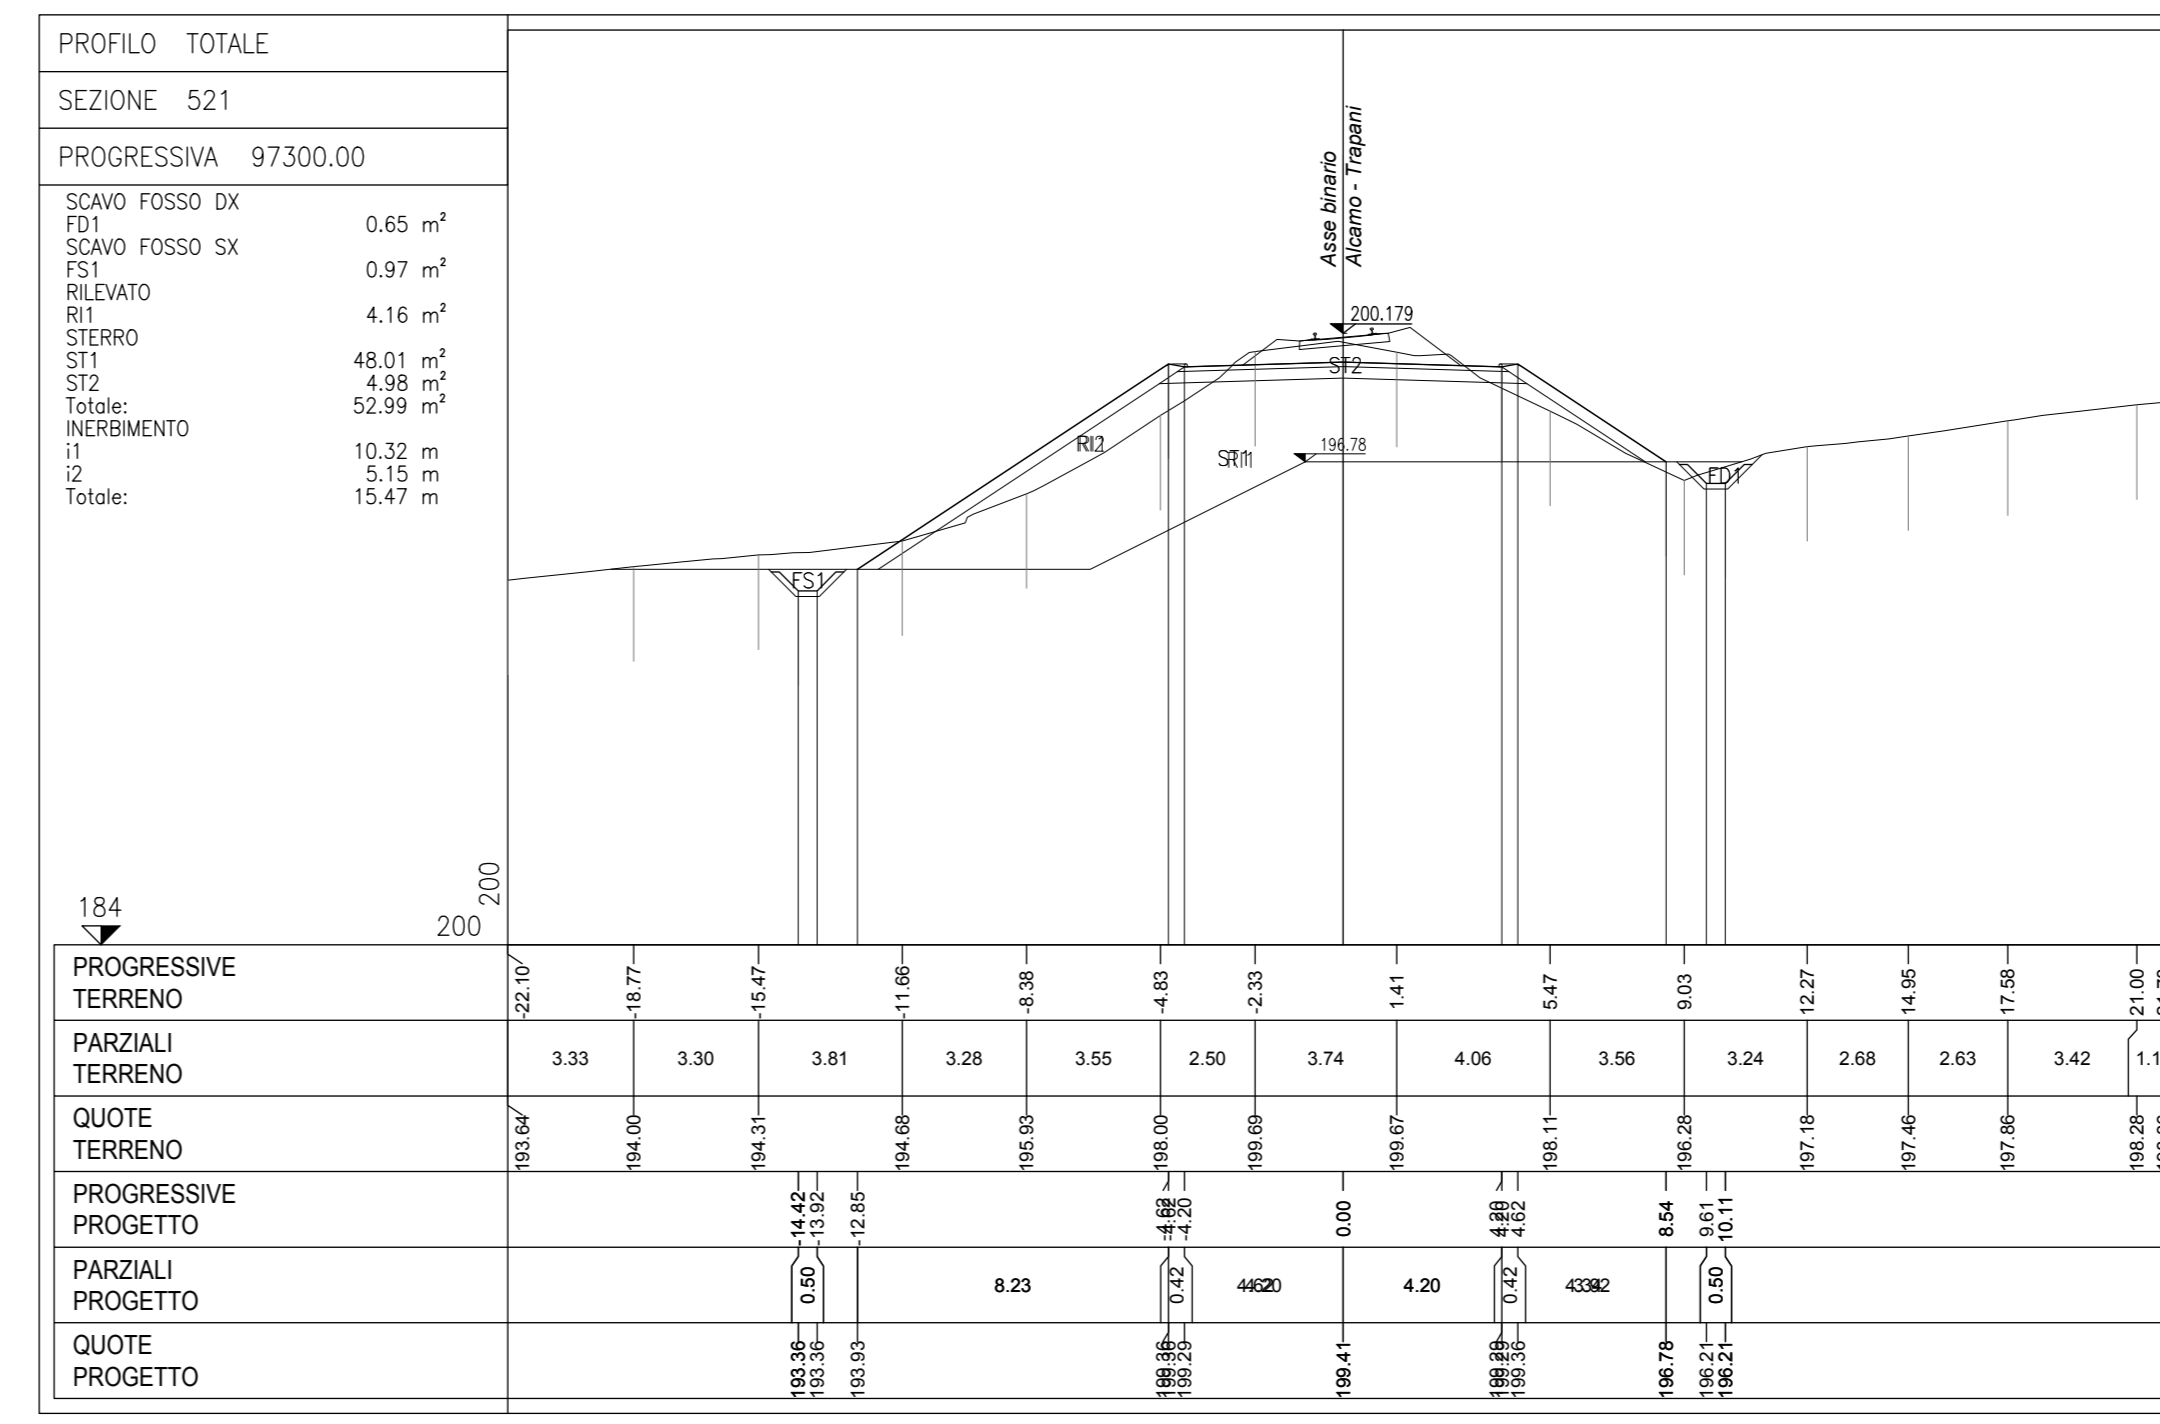 PROFILO TOTALE
SEZIONE 521
PROGRESSIVA 97300.00
SCAVO FOSSO DX
FD1 0.65 m²
SCAVO FOSSO SX
FS1 0.97 m²
RILEVATO
RI1 4.16 m²
STERRO
ST1 48.01 m²
ST2 4.98 m²
Totale: 52.99 m²
INERBIMENTO
i1 10.32 m
i2 5.15 m
Totale: 15.47 m
Asse binario
Alcamo - Trapani
200.179
ST2
196.78
ST1
FD1
FS1
184
200
200
PROGRESSIVE
TERRENO
-22.10 -18.77 -15.47 -11.66 -8.38 -4.83 -2.33 1.41 5.47 9.03 12.27 14.95 17.58 21.00
PARZIALI
TERRENO
3.33 3.30 3.81 3.28 3.55 2.50 3.74 4.06 3.56 3.24 2.68 2.63 3.42
QUOTE
TERRENO
193.64 194.00 194.31 194.68 195.93 198.00 199.69 199.67 198.11 196.28 197.18 197.46 197.86 198.28
PROGRESSIVE
PROGETTO
-14.42 -13.92 -12.85 -4.62 -4.20 0.00 4.20 4.62 8.54 9.61 10.11
PARZIALI
PROGETTO
0.50 8.23 0.42 4.20 0.42 0.50
QUOTE
PROGETTO
193.36 193.36 193.93 199.36 199.29 199.41 199.29 199.36 196.78 196.21 196.21